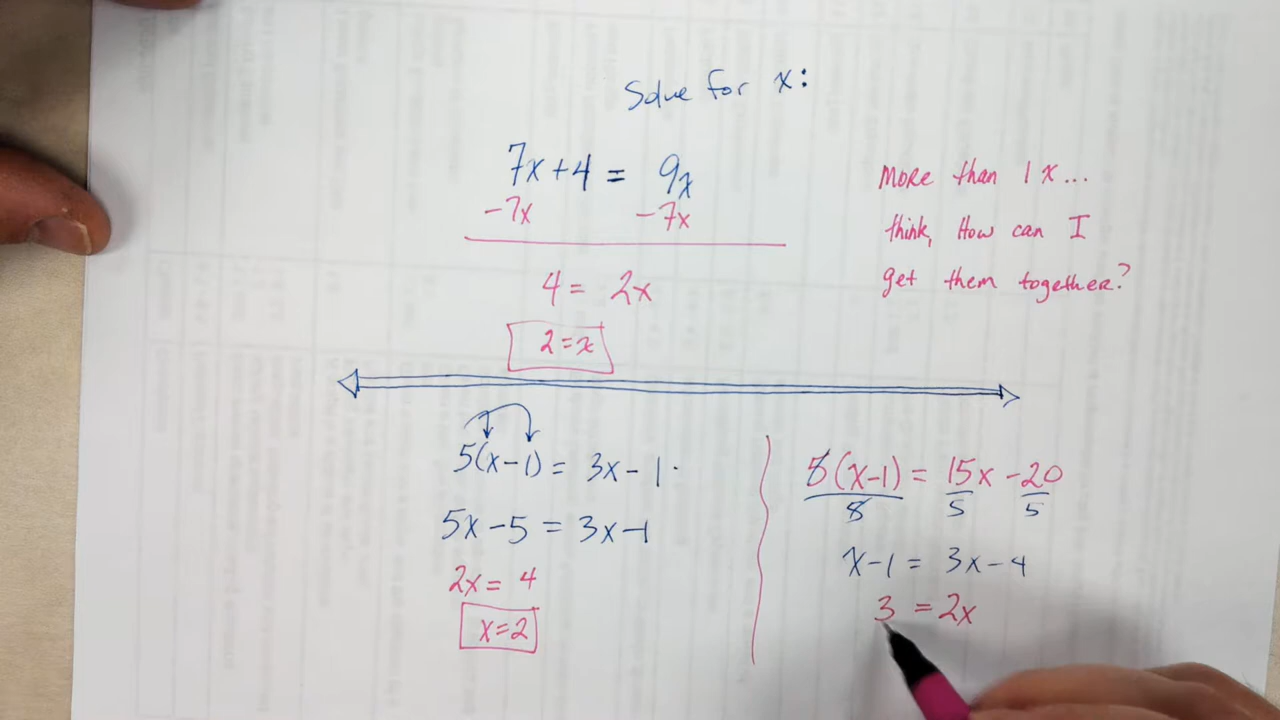 Solve for x:
7x + 4 = 9x
-7x -7x
4 = 2x
2 = x
More than 1 x...
think, How can I
get them together?
5(x-1) = 3x - 1.
5x - 5 = 3x - 1
2x = 4
x = 2
5(x-1) = 15x - 20
5 5 5
x - 1 = 3x - 4
3 = 2x